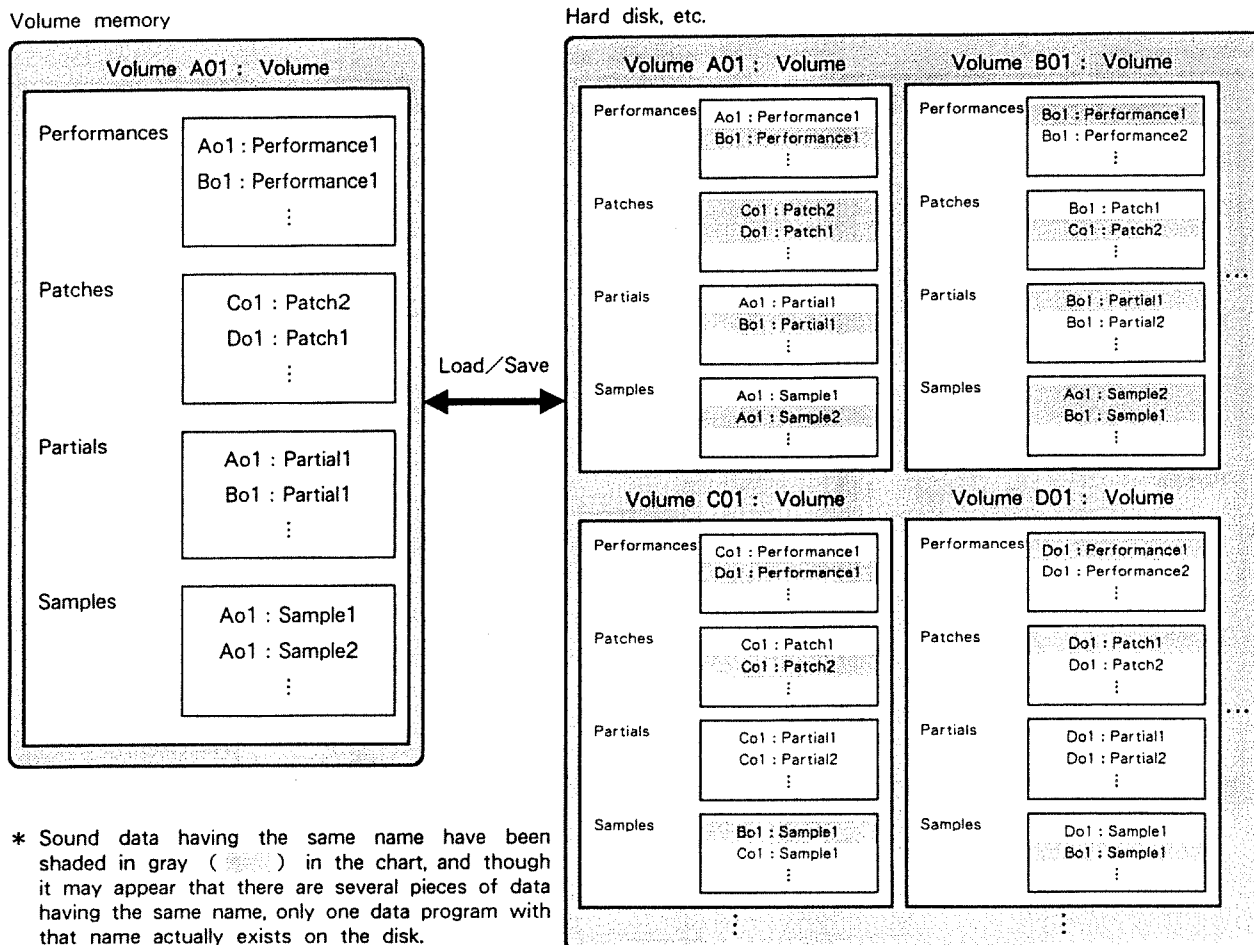 Volume memory
Volume A01 : Volume
Performances
Ao1 : Performance1
Bo1 : Performance1
⋮
Patches
Co1 : Patch2
Do1 : Patch1
⋮
Partials
Ao1 : Partial1
Bo1 : Partial1
⋮
Samples
Ao1 : Sample1
Ao1 : Sample2
⋮
Load/Save
Hard disk, etc.
Volume A01 : Volume
Performances
Ao1 : Performance1
Bo1 : Performance1
⋮
Patches
Co1 : Patch2
Do1 : Patch1
⋮
Partials
Ao1 : Partial1
Bo1 : Partial1
⋮
Samples
Ao1 : Sample1
Ao1 : Sample2
⋮
Volume B01 : Volume
Performances
Bo1 : Performance1
Bo1 : Performance2
⋮
Patches
Bo1 : Patch1
Co1 : Patch2
⋮
Partials
Bo1 : Partial1
Bo1 : Partial2
⋮
Samples
Ao1 : Sample2
Bo1 : Sample1
⋮
...
Volume C01 : Volume
Performances
Co1 : Performance1
Do1 : Performance1
⋮
Patches
Co1 : Patch1
Co1 : Patch2
⋮
Partials
Co1 : Partial1
Co1 : Partial2
⋮
Samples
Bo1 : Sample1
Co1 : Sample1
⋮
Volume D01 : Volume
Performances
Do1 : Performance1
Do1 : Performance2
⋮
Patches
Do1 : Patch1
Do1 : Patch2
⋮
Partials
Do1 : Partial1
Do1 : Partial2
⋮
Samples
Do1 : Sample1
Bo1 : Sample1
⋮
...
⋮
⋮
* Sound data having the same name have been
shaded in gray ( ) in the chart, and though
it may appear that there are several pieces of data
having the same name, only one data program with
that name actually exists on the disk.